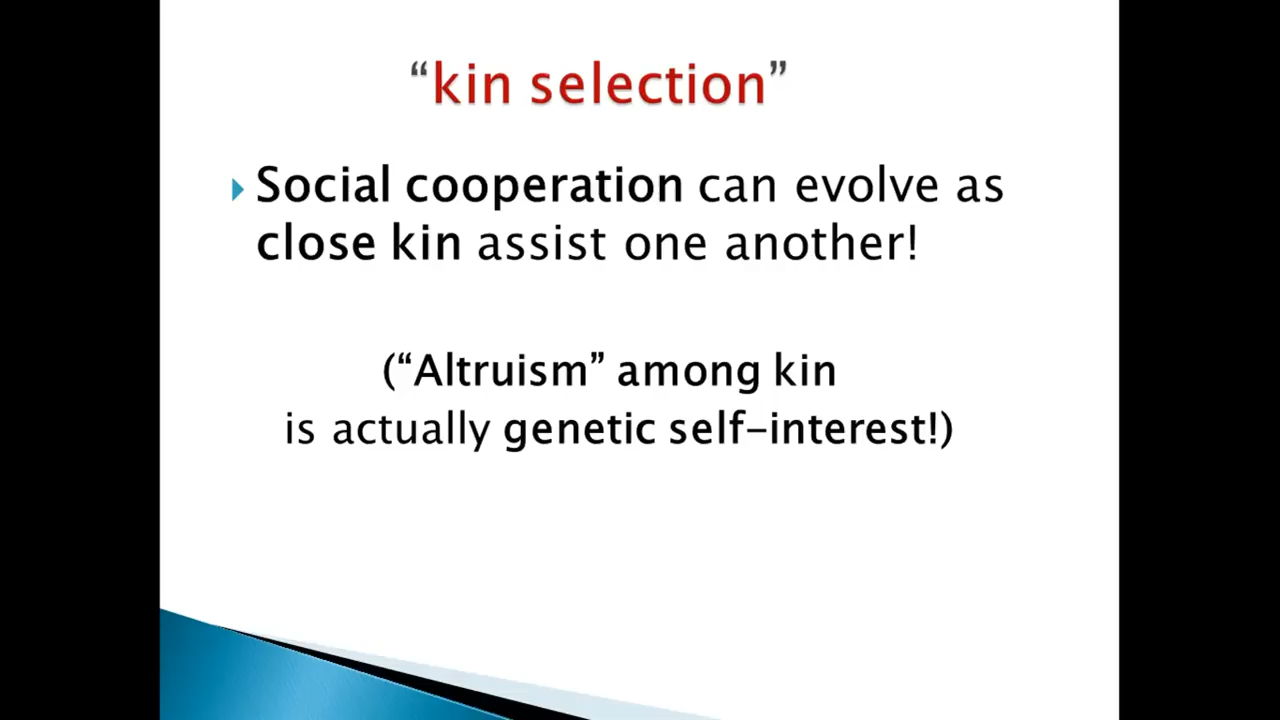 “kin selection”
Social cooperation can evolve as
close kin assist one another!
(“Altruism” among kin
is actually genetic self-interest!)